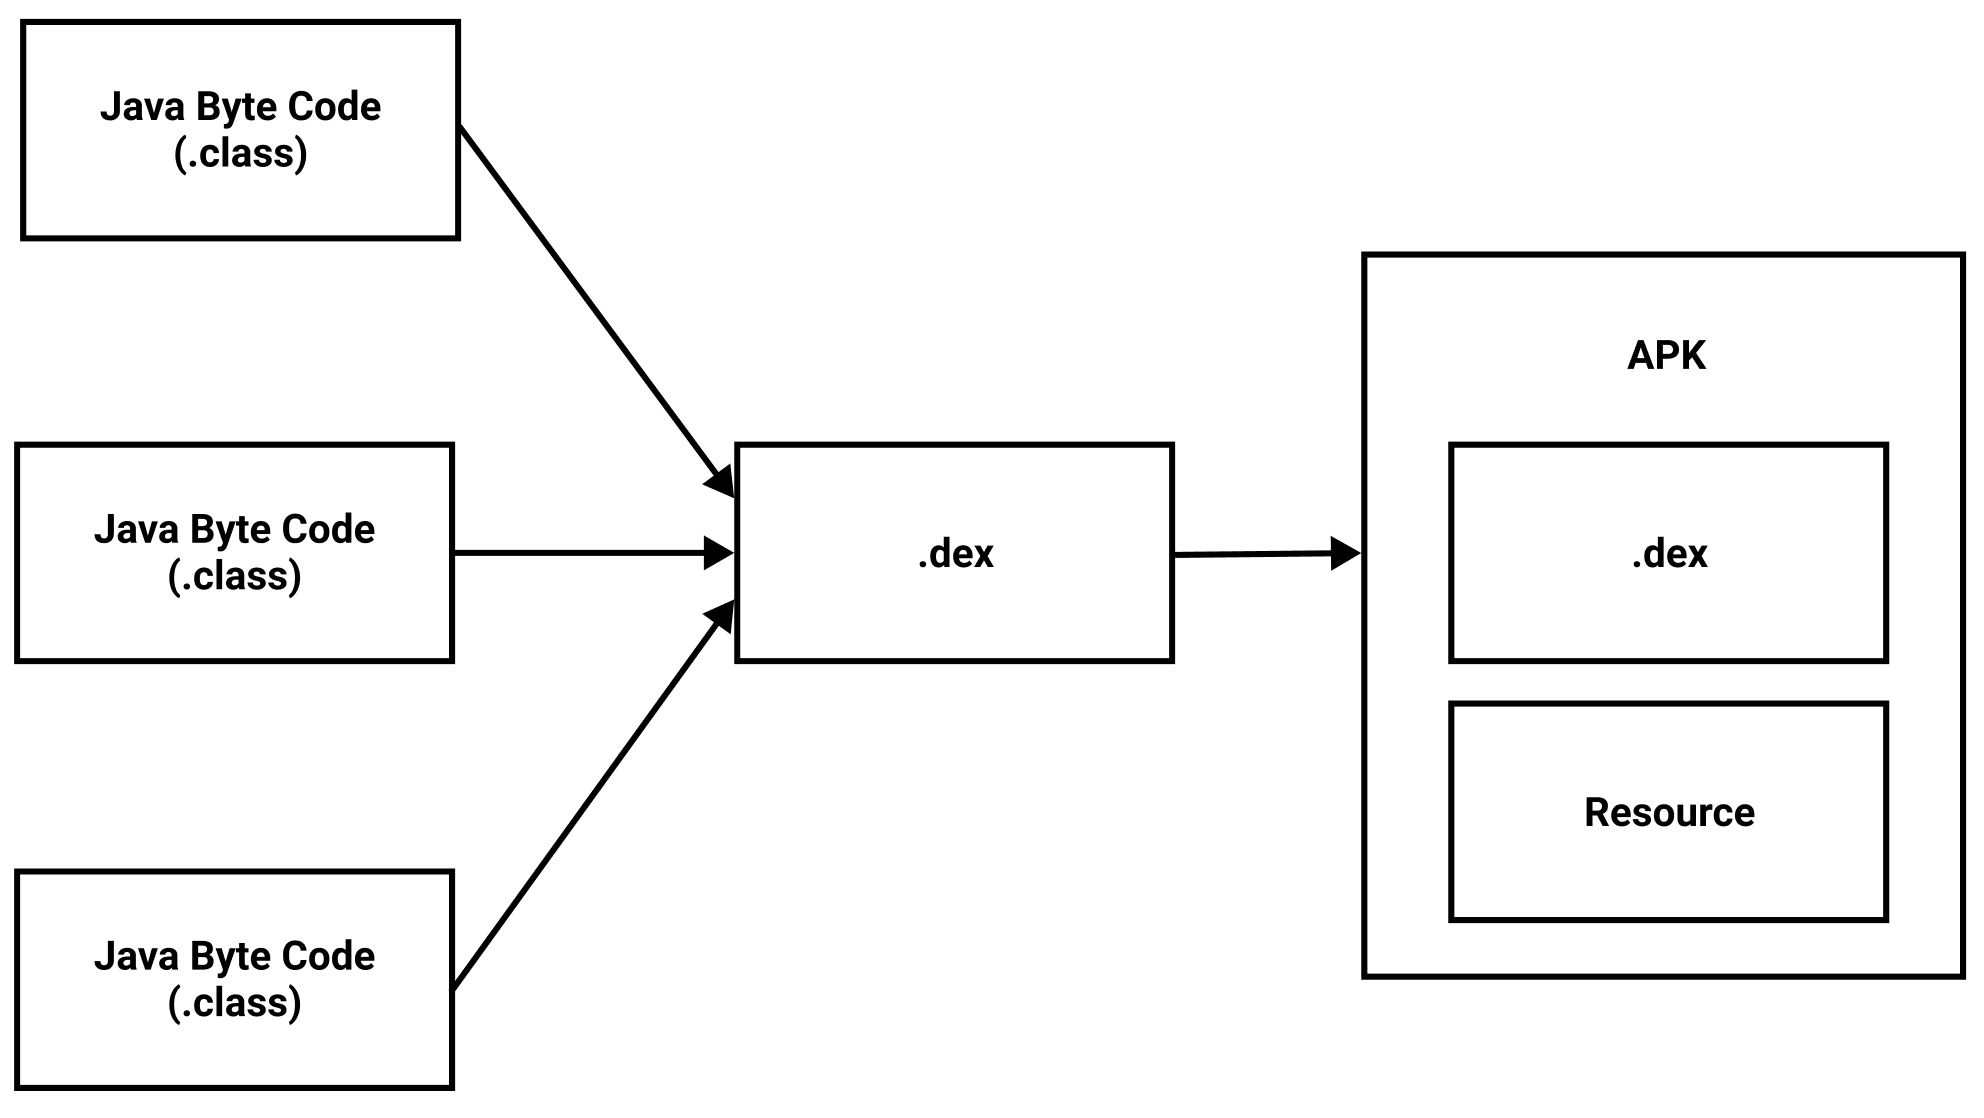 Java Byte Code
(.class)
Java Byte Code
(.class)
Java Byte Code
(.class)
.dex
APK
.dex
Resource